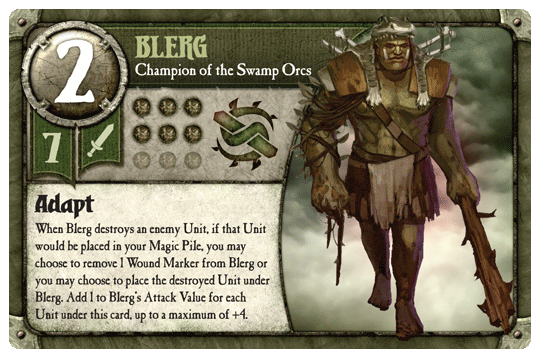 2
BLERG
Champion of the Swamp Orcs
7
Adapt
When Blerg destroys an enemy Unit, if that Unit
would be placed in your Magic Pile, you may
choose to remove 1 Wound Marker from Blerg or
you may choose to place the destroyed Unit under
Blerg. Add 1 to Blerg's Attack Value for each
Unit under this card, up to a maximum of +4.